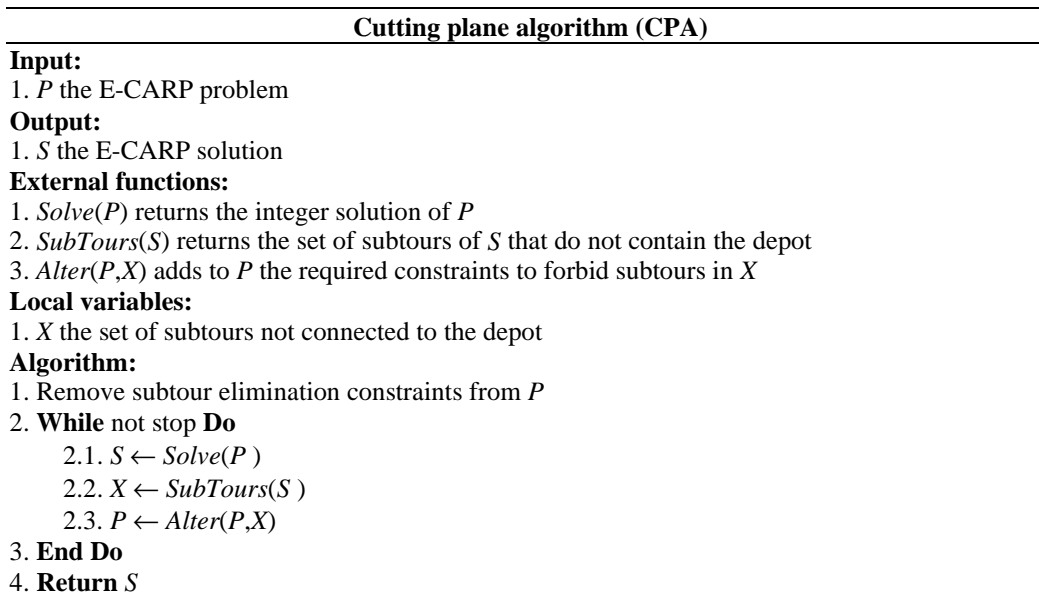 Cutting plane algorithm (CPA)
Input:
1. P the E-CARP problem
Output:
1. S the E-CARP solution
External functions:
1. Solve(P) returns the integer solution of P
2. SubTours(S) returns the set of subtours of S that do not contain the depot
3. Alter(P,X) adds to P the required constraints to forbid subtours in X
Local variables:
1. X the set of subtours not connected to the depot
Algorithm:
1. Remove subtour elimination constraints from P
2. While not stop Do
2.1. S ← Solve(P )
2.2. X ← SubTours(S )
2.3. P ← Alter(P,X)
3. End Do
4. Return S